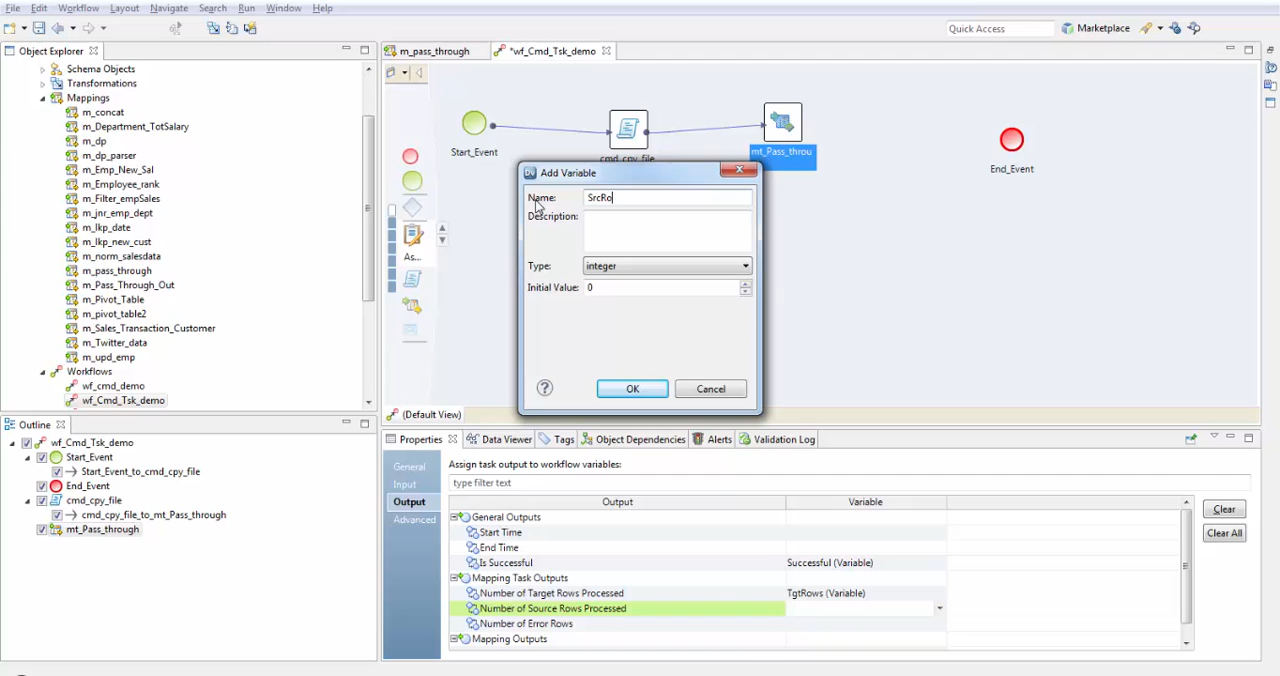 File Edit Workflow Layout Navigate Search Run Window Help
Quick Access Marketplace
Object Explorer
Schema Objects
Transformations
Mappings
m_concat
m_Department_TotSalary
m_dp
m_dp_parser
m_Emp_New_Sal
m_Employee_rank
m_Filter_empSales
m_jnr_emp_dept
m_lkp_date
m_lkp_new_cust
m_norm_salesdata
m_pass_through
m_Pass_Through_Out
m_Pivot_Table
m_pivot_table2
m_Sales_Transaction_Customer
m_Twitter_data
m_upd_emp
Workflows
wf_cmd_demo
wf_Cmd_Tsk_demo
Outline
wf_Cmd_Tsk_demo
Start_Event
Start_Event_to_cmd_cpy_file
End_Event
cmd_cpy_file
cmd_cpy_file_to_mt_Pass_through
mt_Pass_through
m_pass_through *wf_Cmd_Tsk_demo
As...
Start_Event
cmd_cpy_file
mt_Pass_throu
End_Event
Add Variable
Name: SrcRo
Description:
Type: integer
Initial Value: 0
OK Cancel
(Default View)
Properties Data Viewer Tags Object Dependencies Alerts Validation Log
General
Input
Output
Advanced
Assign task output to workflow variables:
type filter text
Output Variable
General Outputs
Start Time
End Time
Is Successful Successful (Variable)
Mapping Task Outputs
Number of Target Rows Processed TgtRows (Variable)
Number of Source Rows Processed
Number of Error Rows
Mapping Outputs
Clear
Clear All